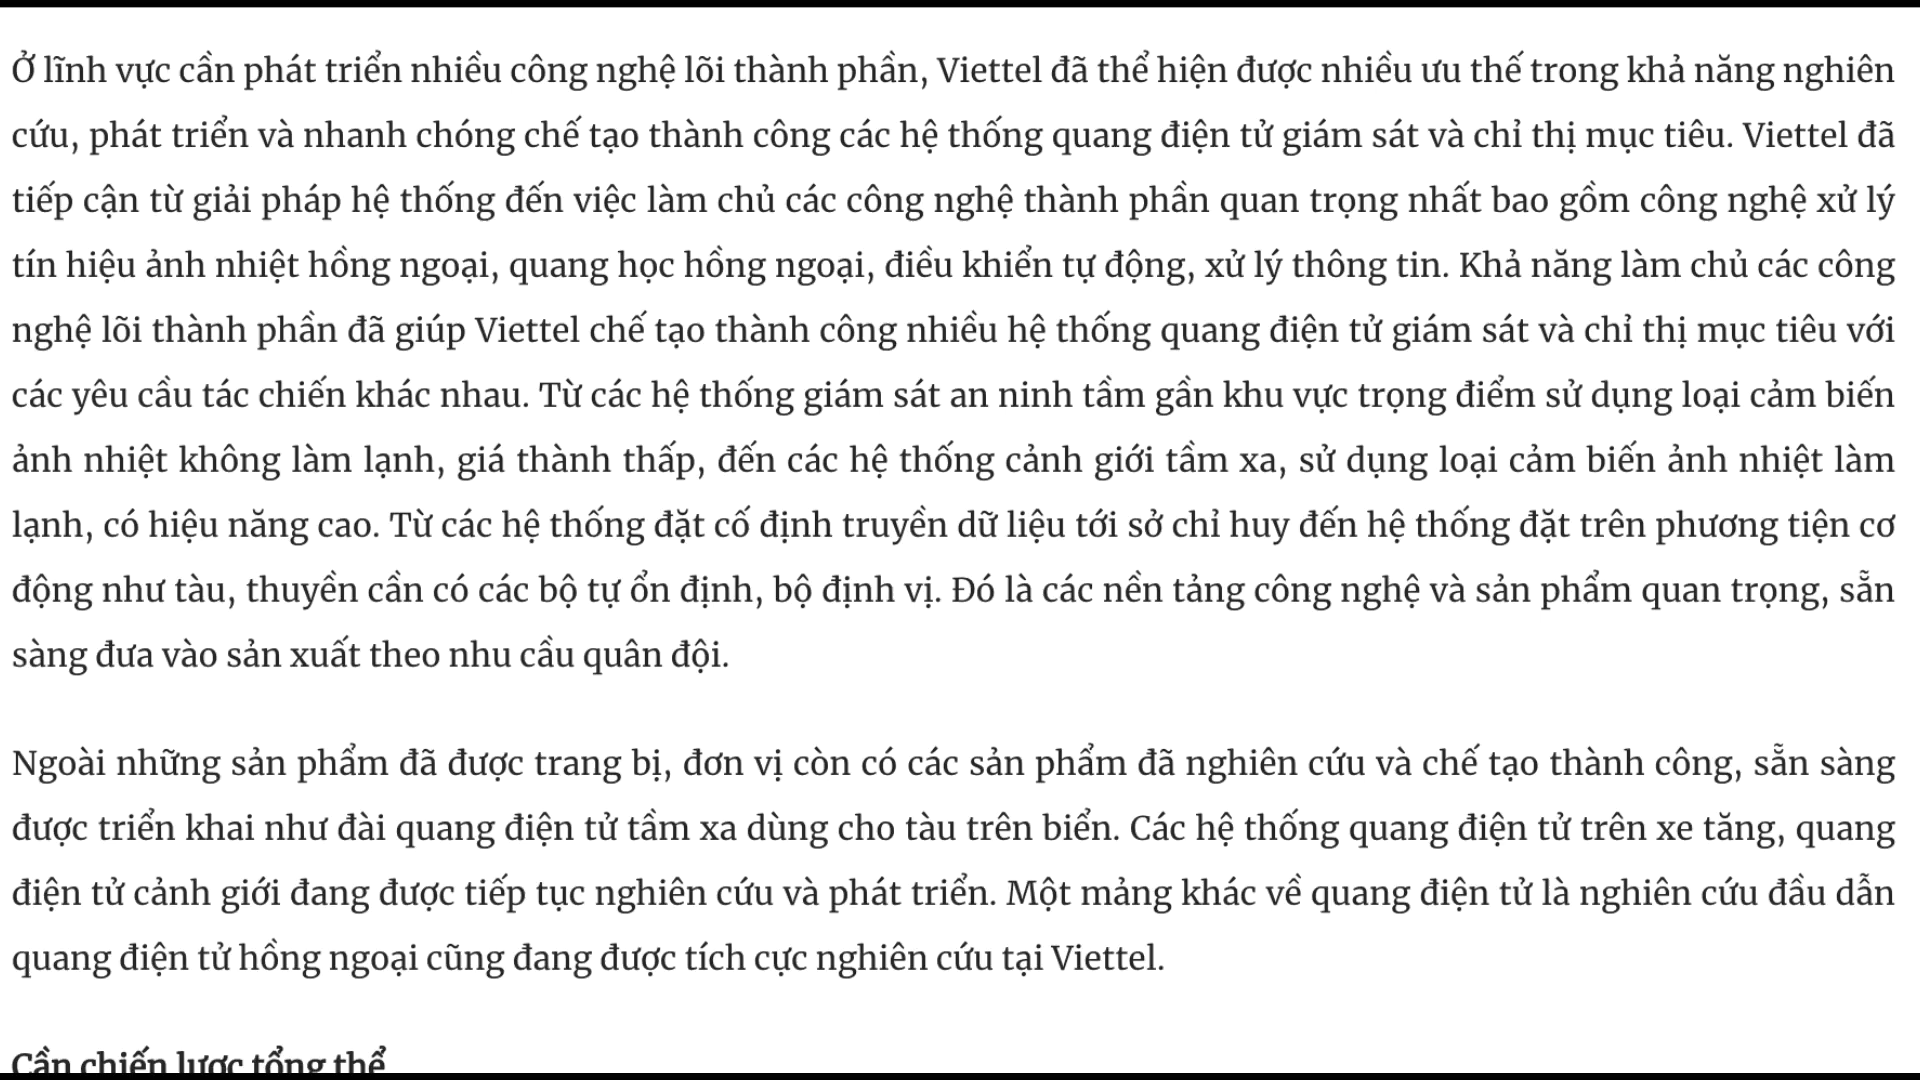 Ở lĩnh vực cần phát triển nhiều công nghệ lõi thành phần, Viettel đã thể hiện được nhiều ưu thế trong khả năng nghiên
cứu, phát triển và nhanh chóng chế tạo thành công các hệ thống quang điện tử giám sát và chỉ thị mục tiêu. Viettel đã
tiếp cận từ giải pháp hệ thống đến việc làm chủ các công nghệ thành phần quan trọng nhất bao gồm công nghệ xử lý
tín hiệu ảnh nhiệt hồng ngoại, quang học hồng ngoại, điều khiển tự động, xử lý thông tin. Khả năng làm chủ các công
nghệ lõi thành phần đã giúp Viettel chế tạo thành công nhiều hệ thống quang điện tử giám sát và chỉ thị mục tiêu với
các yêu cầu tác chiến khác nhau. Từ các hệ thống giám sát an ninh tầm gần khu vực trọng điểm sử dụng loại cảm biến
ảnh nhiệt không làm lạnh, giá thành thấp, đến các hệ thống cảnh giới tầm xa, sử dụng loại cảm biến ảnh nhiệt làm
lạnh, có hiệu năng cao. Từ các hệ thống đặt cố định truyền dữ liệu tới sở chỉ huy đến hệ thống đặt trên phương tiện cơ
động như tàu, thuyền cần có các bộ tự ổn định, bộ định vị. Đó là các nền tảng công nghệ và sản phẩm quan trọng, sẵn
sàng đưa vào sản xuất theo nhu cầu quân đội.
Ngoài những sản phẩm đã được trang bị, đơn vị còn có các sản phẩm đã nghiên cứu và chế tạo thành công, sẵn sàng
được triển khai như đài quang điện tử tầm xa dùng cho tàu trên biển. Các hệ thống quang điện tử trên xe tăng, quang
điện tử cảnh giới đang được tiếp tục nghiên cứu và phát triển. Một mảng khác về quang điện tử là nghiên cứu đầu dẫn
quang điện tử hồng ngoại cũng đang được tích cực nghiên cứu tại Viettel.
Cần chiến lược tổng thể